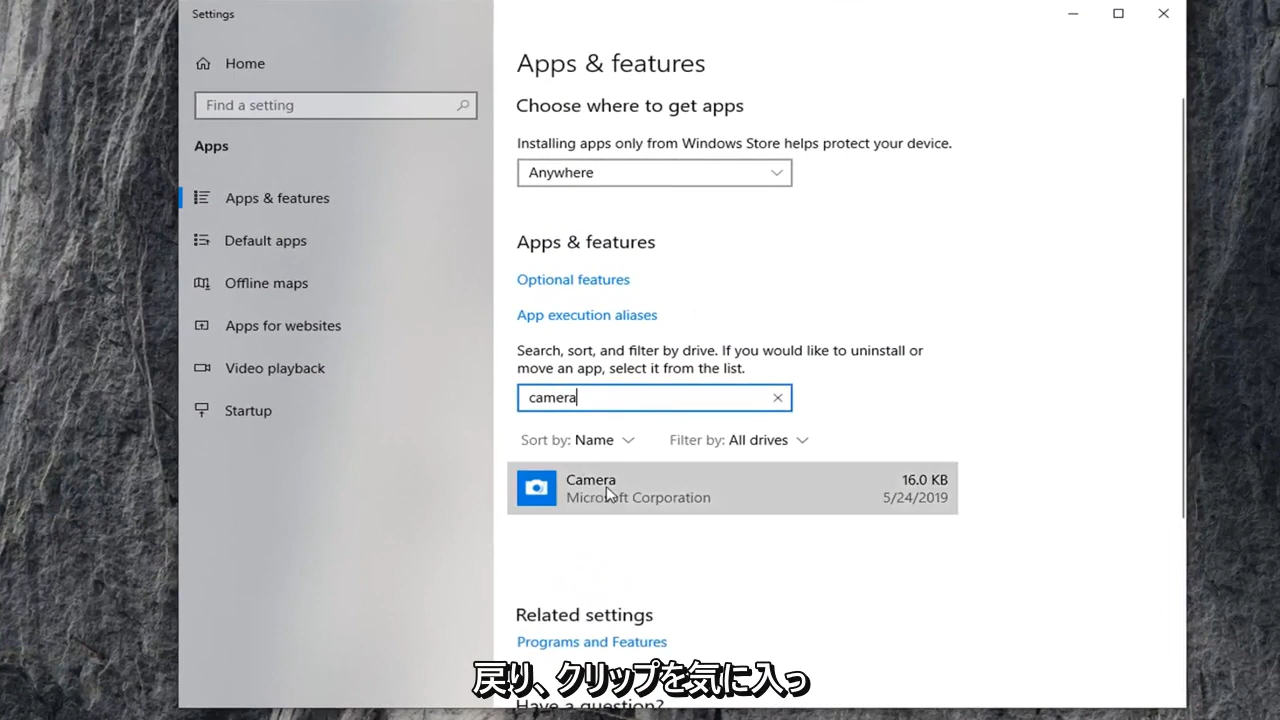 Settings
Home
Find a setting
Apps
Apps & features
Default apps
Offline maps
Apps for websites
Video playback
Startup
Apps & features
Choose where to get apps
Installing apps only from Windows Store helps protect your device.
Anywhere
Apps & features
Optional features
App execution aliases
Search, sort, and filter by drive. If you would like to uninstall or
move an app, select it from the list.
camera
Sort by: Name Filter by: All drives
Camera 16.0 KB
Microsoft Corporation 5/24/2019
Related settings
Programs and Features
戻り、クリップを気に入っ
Have a question?